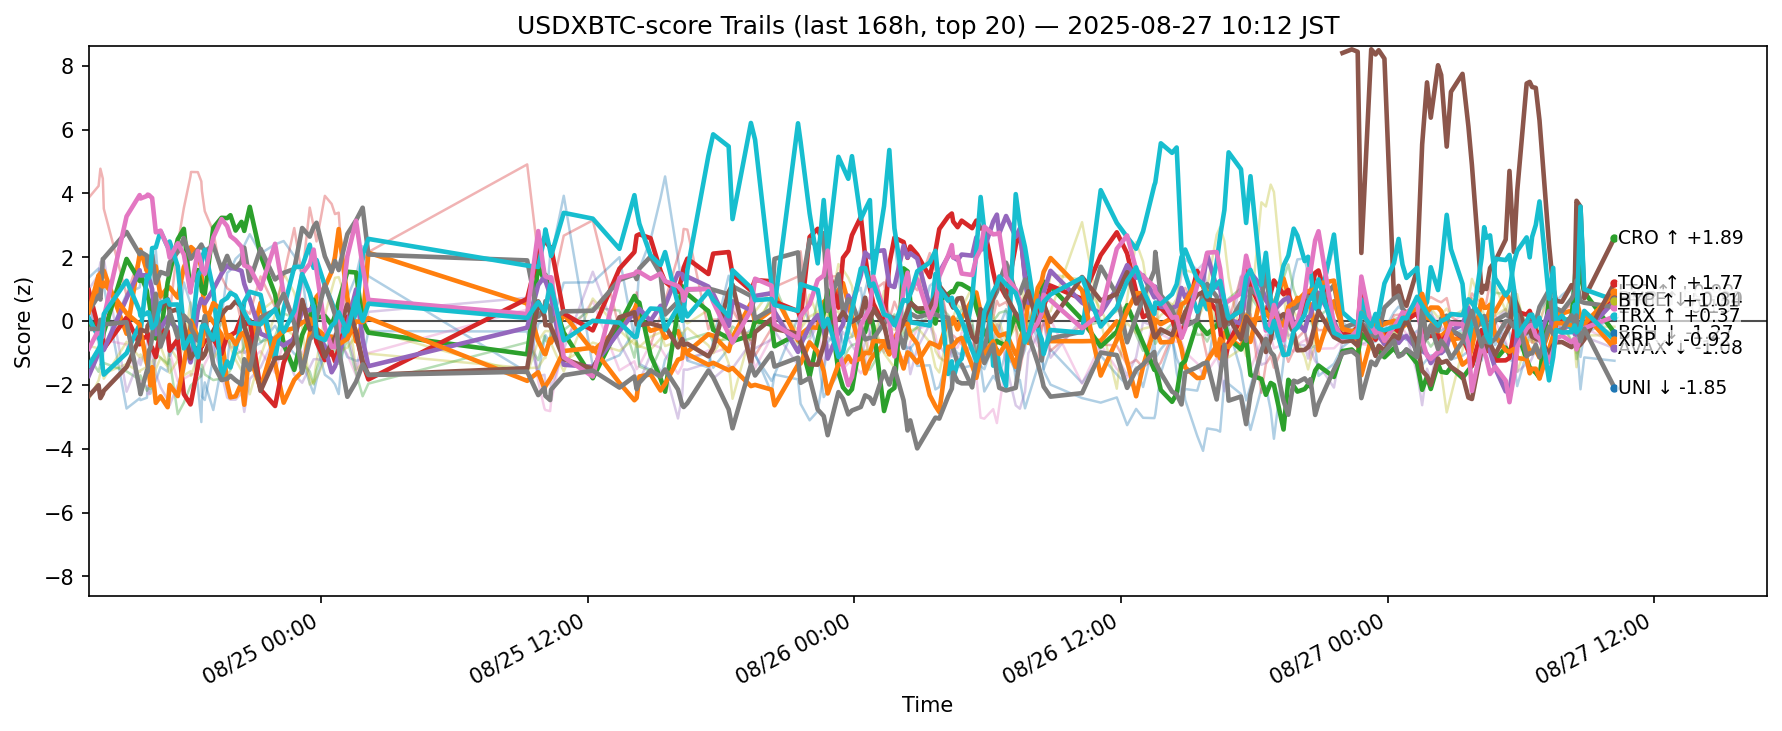 USDXBTC-score Trails (last 168h, top 20) — 2025-08-27 10:12 JST
Score (z)
8
6
4
2
0
−2
−4
−6
−8
CRO ↑ +1.89
TON ↑ +1.77
BTC ↑ +1.01
TRX ↑ +0.37
XRP ↓ -0.92
AVAX ↓
UNI ↓ -1.85
08/25 00:00
08/25 12:00
08/26 00:00
08/26 12:00
08/27 00:00
08/27 12:00
Time